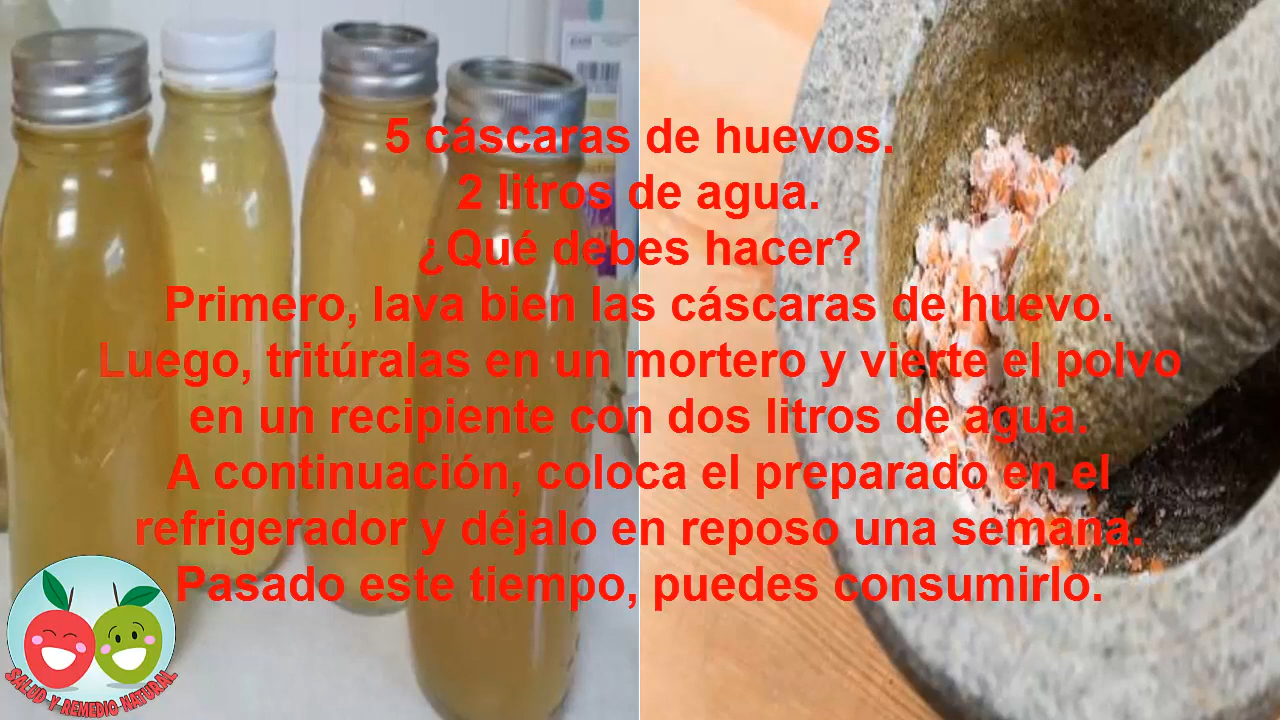 5 cáscaras de huevos.
2 litros de agua.
¿Qué debes hacer?
Primero, lava bien las cáscaras de huevo.
Luego, tritúralas en un mortero y vierte el polvo
en un recipiente con dos litros de agua.
A continuación, coloca el preparado en el
refrigerador y déjalo en reposo una semana.
Pasado este tiempo, puedes consumirlo.
SALUD-Y-REMEDIO-NATURAL